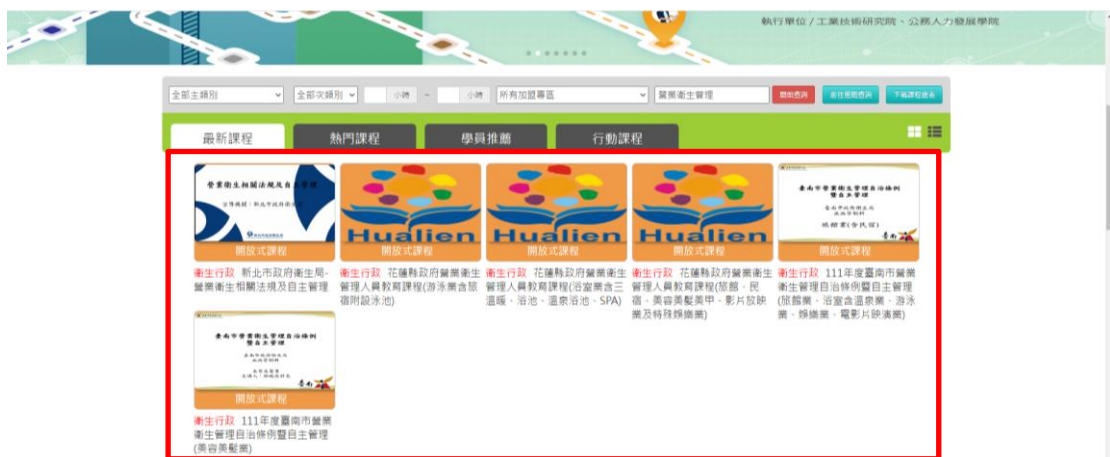 執行單位/工業技術研究院、公務人力發展學院
全部主類別
全部次類別
小時
~
小時
所有加盟專區
營業衛生管理
開始查詢
最新課程
熱門課程
學員推薦
行動課程
營業衛生相關法規及自主管理
開放式課程
衛生行政 新北市政府衛生局-
營業衛生相關法規及自主管理
Hualien
開放式課程
衛生行政 花蓮縣政府營業衛生
管理人員教育課程(游泳業含旅
宿附設泳池)
Hualien
開放式課程
衛生行政 花蓮縣政府營業衛生
管理人員教育課程(浴室業含三
溫暖、浴池、溫泉浴池、SPA)
Hualien
開放式課程
衛生行政 花蓮縣政府營業衛生
管理人員教育課程(旅館、民
宿、美容美髮美甲、影片放映
業及特殊娛樂業)
臺南市營業衛生管理自治條例
暨自主管理
臺南市政府衛生局
旅館業(含民宿)
臺南
開放式課程
衛生行政 111年度臺南市營業
衛生管理自治條例暨自主管理
(旅館業、浴室含溫泉業、游泳
業、娛樂業、電影片映演業)
臺南市營業衛生管理自治條例
暨自主管理
臺南市政府衛生局
臺南
開放式課程
衛生行政 111年度臺南市營業
衛生管理自治條例暨自主管理
(美容美髮業)